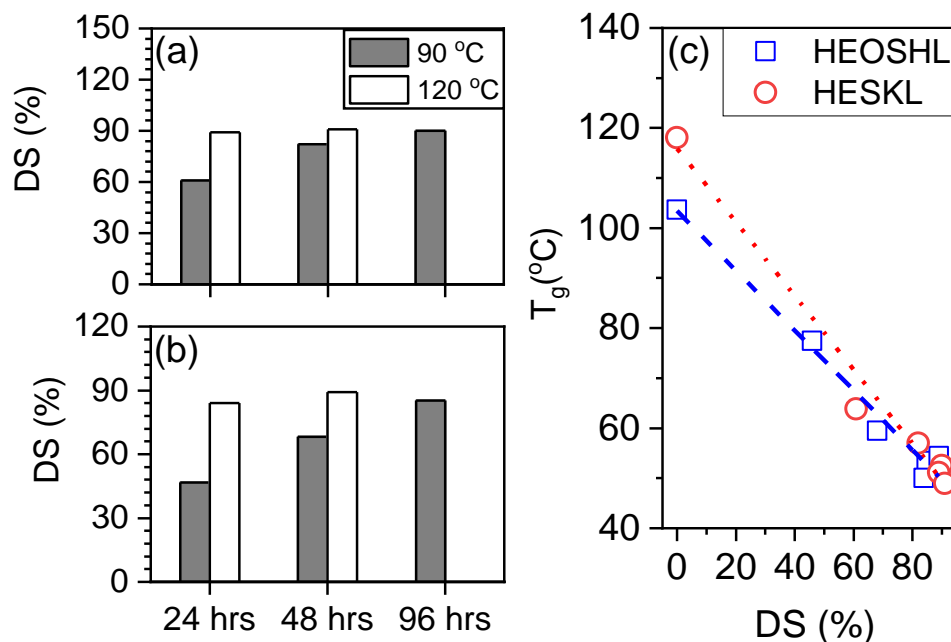 (a)
90 °C
120 °C
DS (%)
150
120
90
60
30
0
(b)
DS (%)
120
90
60
30
0
24 hrs 48 hrs 96 hrs
(c)
HEOSHL
HESKL
Tg(°C)
140
120
100
80
60
40
0 20 40 60 80
DS (%)